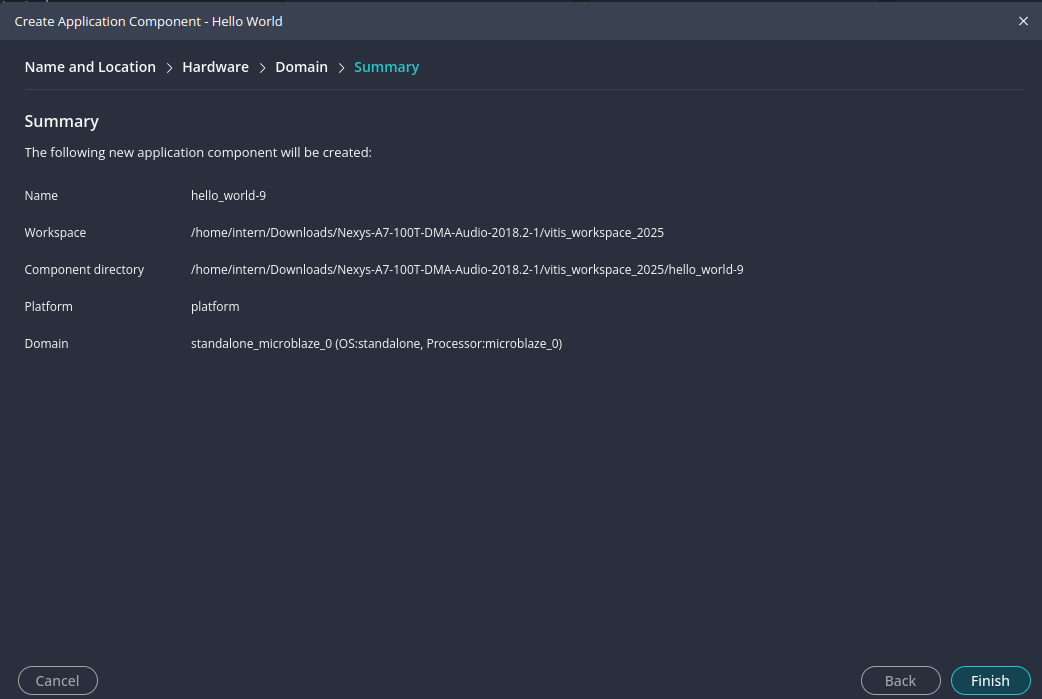 Create Application Component - Hello World
Name and Location > Hardware > Domain > Summary
Summary
The following new application component will be created:
Name hello_world-9
Workspace /home/intern/Downloads/Nexys-A7-100T-DMA-Audio-2018.2-1/vitis_workspace_2025
Component directory /home/intern/Downloads/Nexys-A7-100T-DMA-Audio-2018.2-1/vitis_workspace_2025/hello_world-9
Platform platform
Domain standalone_microblaze_0 (OS:standalone, Processor:microblaze_0)
Cancel Back Finish